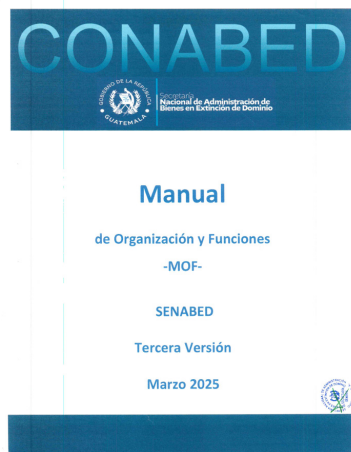 CONABED
GOBIERNO DE LA REPÚBLICA
GUATEMALA
Secretaría
Nacional de Administración de
Bienes en Extinción de Dominio
Manual
de Organización y Funciones
-MOF-
SENABED
Tercera Versión
Marzo 2025